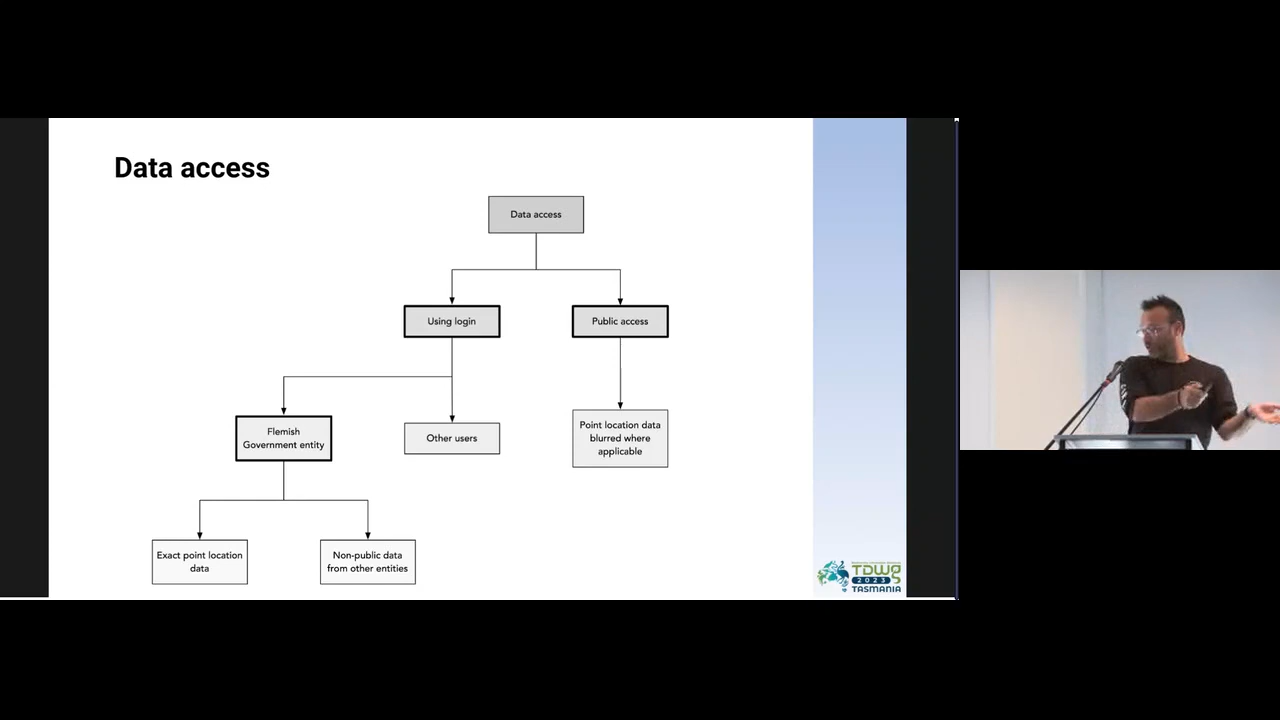 Data access
Data access
Using login
Public access
Flemish
Government entity
Other users
Point location data
blurred where
applicable
Exact point location
data
Non-public data
from other entities
TDWG
2023
TASMANIA